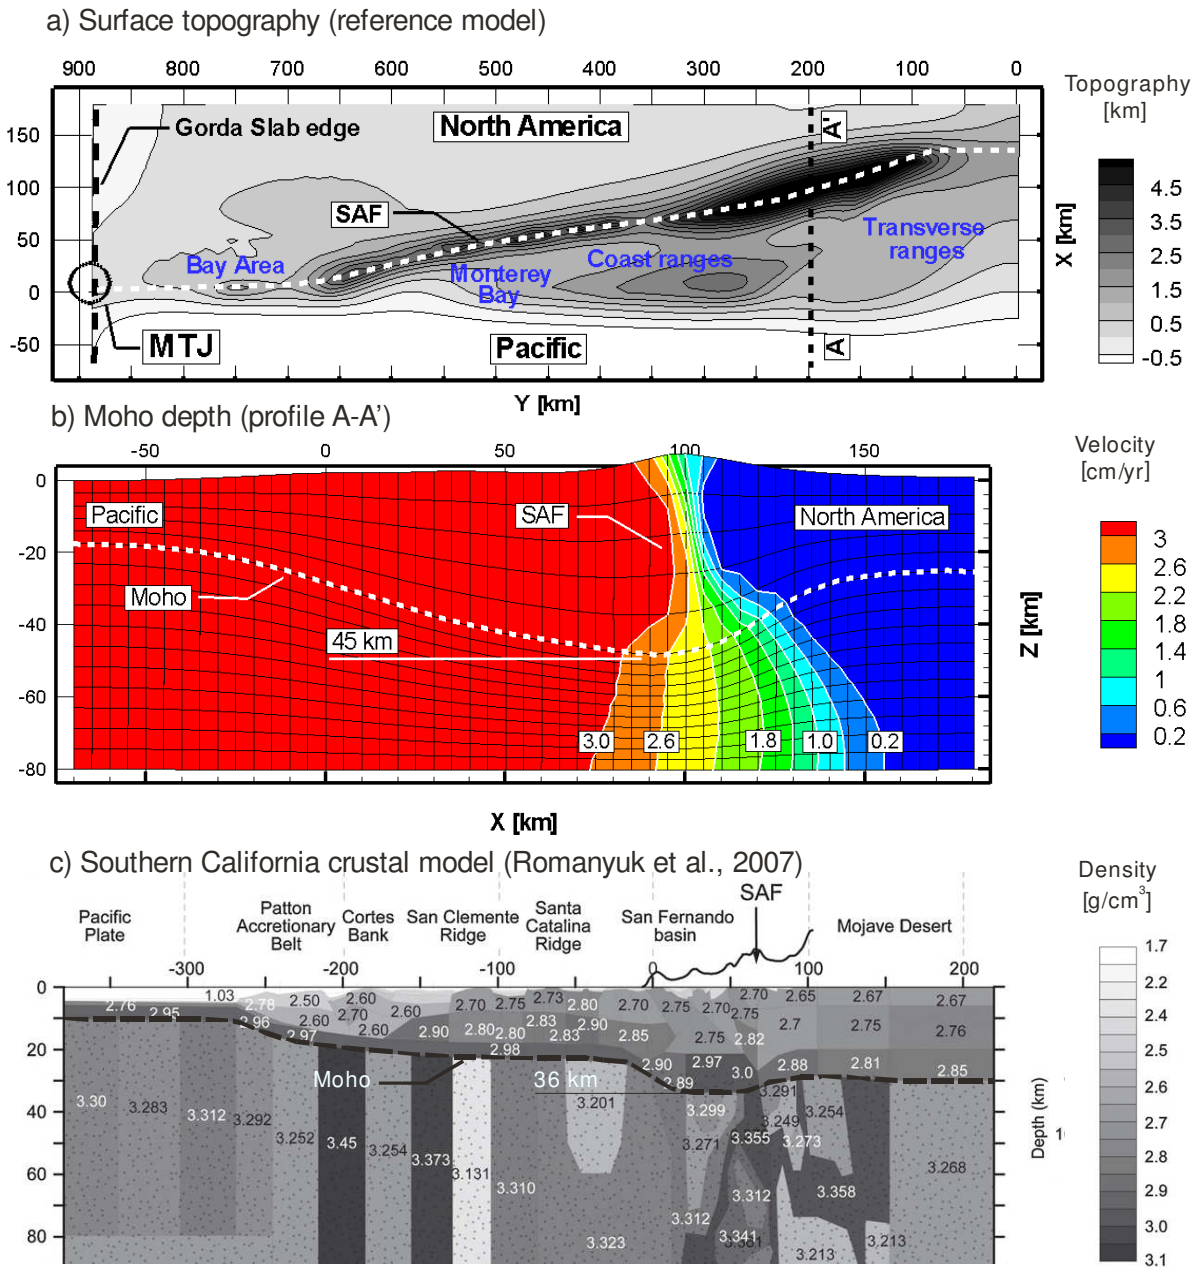 a) Surface topography (reference model)
900 800 700 600 500 400 300 200 100 0
Topography
[km]
150
100
50
0
-50
Gorda Slab edge
North America
A'
SAF
Bay Area
Monterey
Bay
Coast ranges
Transverse
ranges
MTJ
Pacific
A
X [km]
4.5
3.5
2.5
1.5
0.5
-0.5
Y [km]
b) Moho depth (profile A-A’)
-50 0 50 100 150
Velocity
[cm/yr]
0
-20
-40
-60
-80
Pacific
SAF
North America
Moho
45 km
3.0 2.6 1.8 1.0 0.2
Z [km]
3
2.6
2.2
1.8
1.4
1
0.6
0.2
X [km]
c) Southern California crustal model (Romanyuk et al., 2007)
SAF
Density
[g/cm3]
Pacific
Plate
Patton
Accretionary
Belt
Cortes
Bank
San Clemente
Ridge
Santa
Catalina
Ridge
San Fernando
basin
Mojave Desert
-300 -200 -100 0 100 200
0
20
40
60
80
1.03 2.73 2.70 2.65 2.67 2.67
2.76 2.78 2.50 2.60 2.70 2.75 2.80 2.70 2.75 2.70 2.75
2.95 2.96 2.60 2.70 2.60 2.83 2.90 2.7 2.75 2.76
2.97 2.60 2.90 2.80 2.80 2.83 2.85 2.75 2.82
2.98 2.90 2.97 3.0 2.88 2.81 2.85
Moho
36 km
2.89
3.30 3.283 3.312 3.292 3.201 3.299 3.291 3.254
3.252 3.45 3.254 3.271 3.355 3.249 3.273
3.373 3.131 3.310 3.268
3.312 3.312 3.358
3.323 3.341 3.213 3.213
Depth (km)
1.7
2.2
2.4
2.5
2.6
2.7
2.8
2.9
3.0
3.1